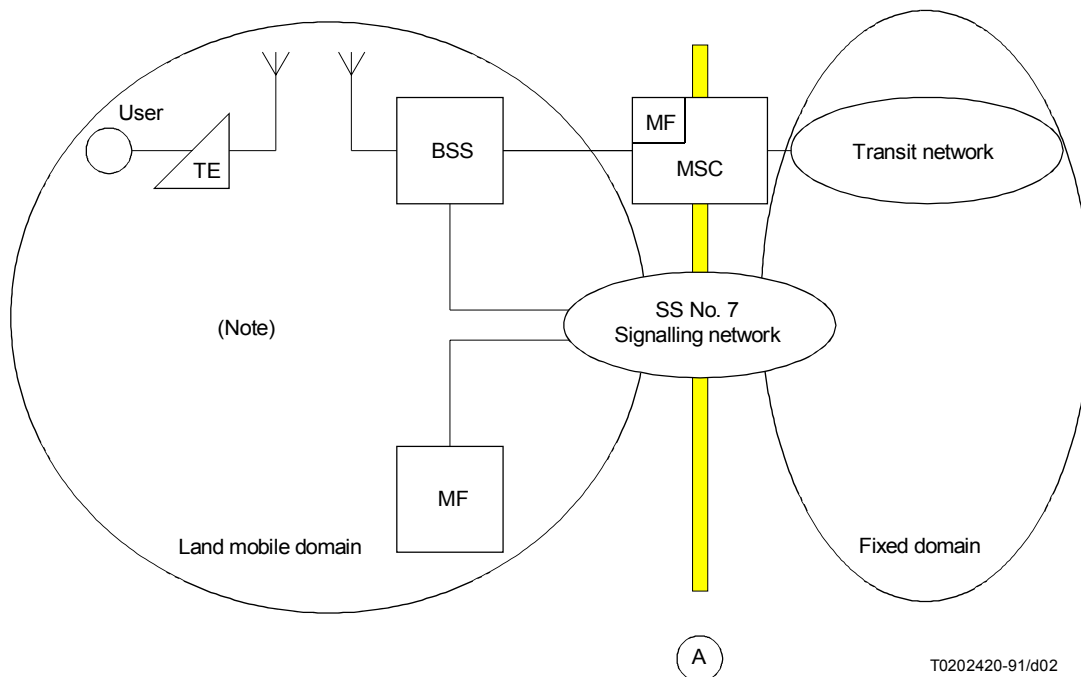 User
TE
BSS
MF
MSC
Transit network
(Note)
SS No. 7
Signalling network
MF
Land mobile domain
Fixed domain
A
T0202420-91/d02